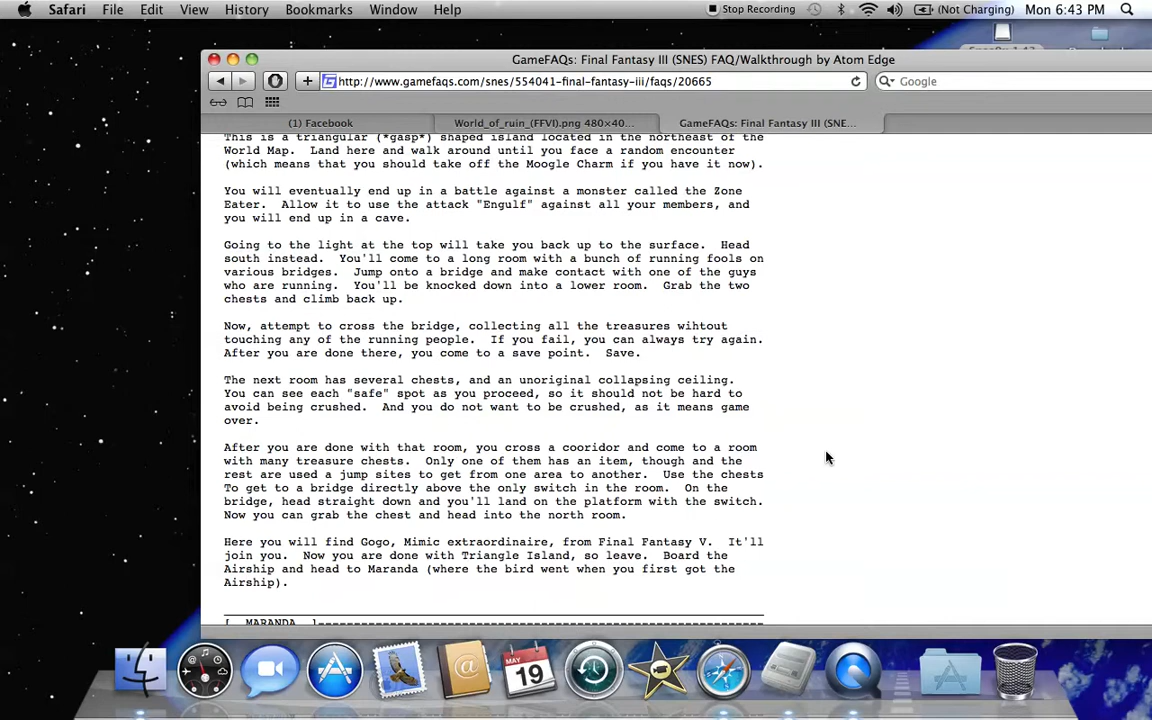 Safari File Edit View History Bookmarks Window Help Stop Recording (Not Charging) Mon 6:43 PM
GameFAQs: Final Fantasy III (SNES) FAQ/Walkthrough by Atom Edge
http://www.gamefaqs.com/snes/554041-final-fantasy-iii/faqs/20665 Google
(1) Facebook World_of_ruin_(FFVI).png 480×40... GameFAQs: Final Fantasy III (SNE...
This is a triangular (*gasp*) shaped island located in the northeast of the
World Map. Land here and walk around until you face a random encounter
(which means that you should take off the Moogle Charm if you have it now).
You will eventually end up in a battle against a monster called the Zone
Eater. Allow it to use the attack "Engulf" against all your members, and
you will end up in a cave.
Going to the light at the top will take you back up to the surface. Head
south instead. You'll come to a long room with a bunch of running fools on
various bridges. Jump onto a bridge and make contact with one of the guys
who are running. You'll be knocked down into a lower room. Grab the two
chests and climb back up.
Now, attempt to cross the bridge, collecting all the treasures wihtout
touching any of the running people. If you fail, you can always try again.
After you are done there, you come to a save point. Save.
The next room has several chests, and an unoriginal collapsing ceiling.
You can see each "safe" spot as you proceed, so it should not be hard to
avoid being crushed. And you do not want to be crushed, as it means game
over.
After you are done with that room, you cross a cooridor and come to a room
with many treasure chests. Only one of them has an item, though and the
rest are used a jump sites to get from one area to another. Use the chests
To get to a bridge directly above the only switch in the room. On the
bridge, head straight down and you'll land on the platform with the switch.
Now you can grab the chest and head into the north room.
Here you will find Gogo, Mimic extraordinaire, from Final Fantasy V. It'll
join you. Now you are done with Triangle Island, so leave. Board the
Airship and head to Maranda (where the bird went when you first got the
Airship).
[ MARANDA ]------------------------------------------------------------
MAY
19